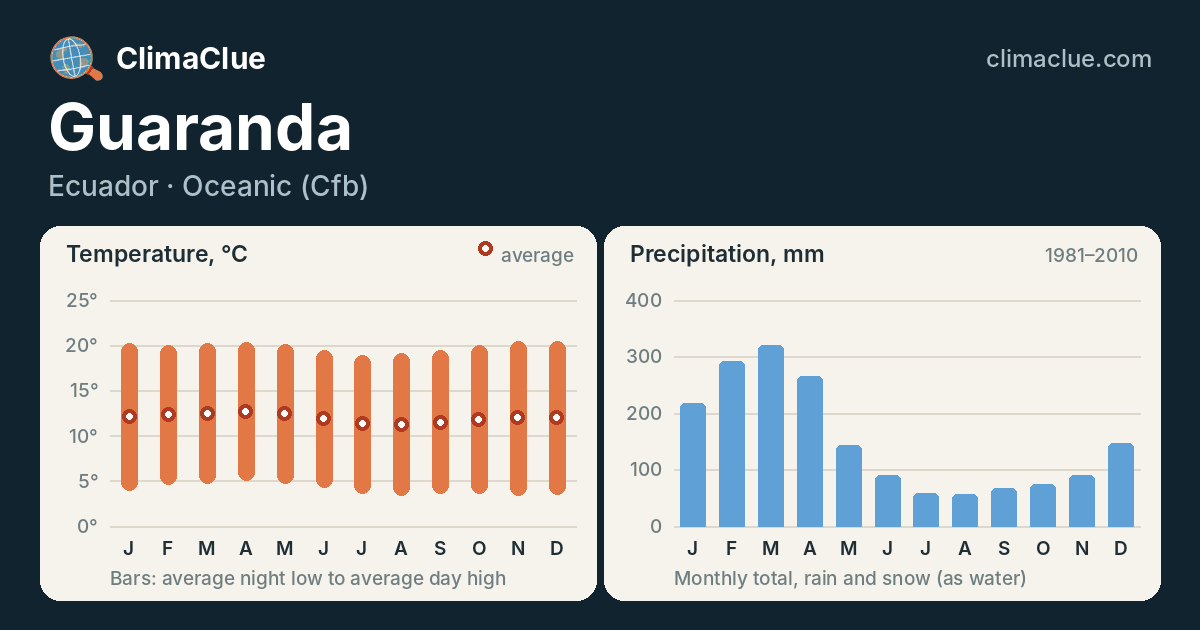 ClimaClue
climaclue.com
Guaranda
Ecuador · Oceanic (Cfb)
Temperature, °C
average
25°
20°
15°
10°
5°
0°
J F M A M J J A S O N D
Bars: average night low to average day high
Precipitation, mm
1981–2010
400
300
200
100
0
J F M A M J J A S O N D
Monthly total, rain and snow (as water)